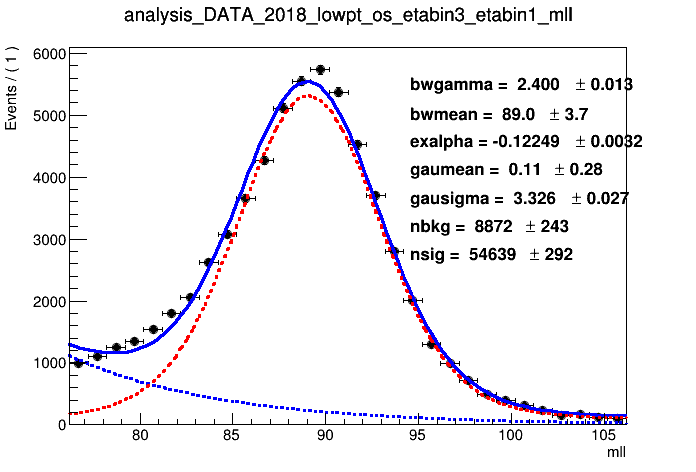 analysis_DATA_2018_lowpt_os_etabin3_etabin1_mll
Events / ( 1 )
6000
5000
4000
3000
2000
1000
0
bwgamma = 2.400 ± 0.013
bwmean = 89.0 ± 3.7
exalpha = -0.12249 ± 0.0032
gaumean = 0.11 ± 0.28
gausigma = 3.326 ± 0.027
nbkg = 8872 ± 243
nsig = 54639 ± 292
80 85 90 95 100 105
mll